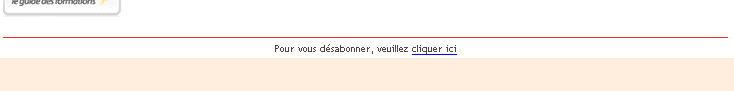 le guide des formations
Pour vous désabonner, veuillez cliquer ici